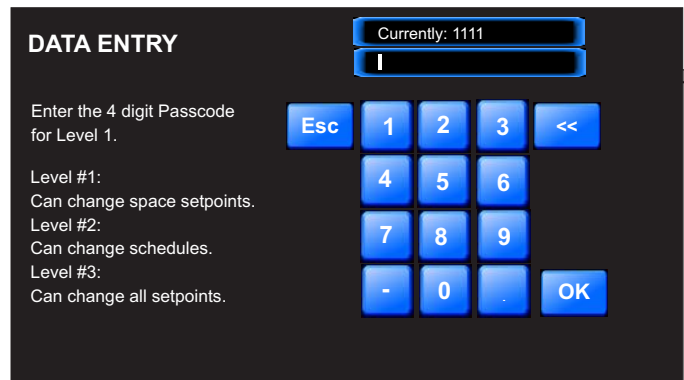 DATA ENTRY
Currently: 1111
Enter the 4 digit Passcode
for Level 1.
Level #1:
Can change space setpoints.
Level #2:
Can change schedules.
Level #3:
Can change all setpoints.
Esc 1 2 3 <<
4 5 6
7 8 9
- 0 . OK